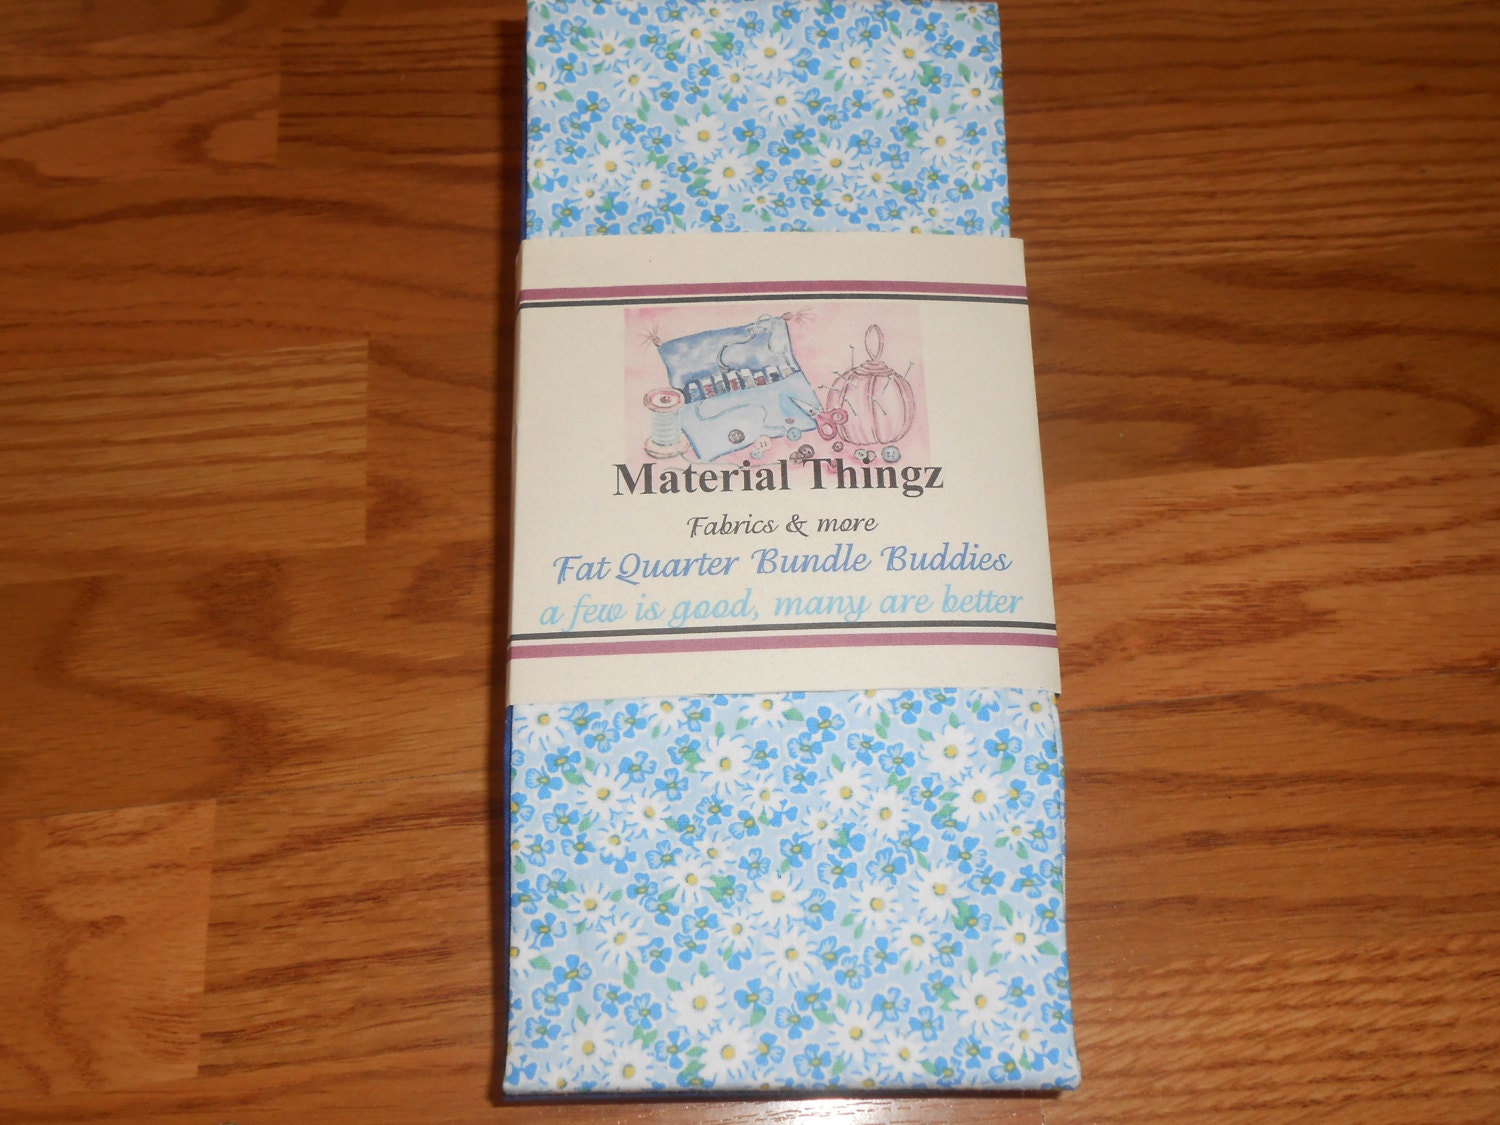 Material Thingz
Fabrics & more
Fat Quarter Bundle Buddies
a few is good, many are better